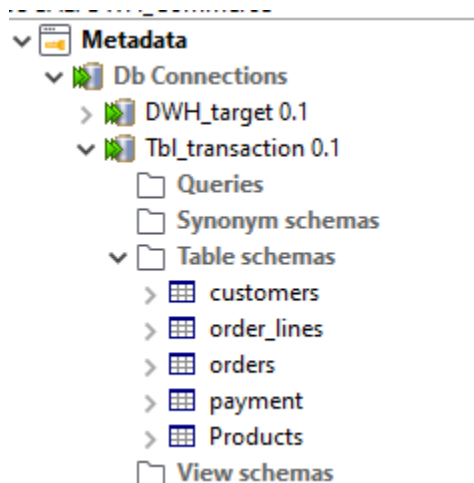 Metadata
Db Connections
DWH_target 0.1
Tbl_transaction 0.1
Queries
Synonym schemas
Table schemas
customers
order_lines
orders
payment
Products
View schemas